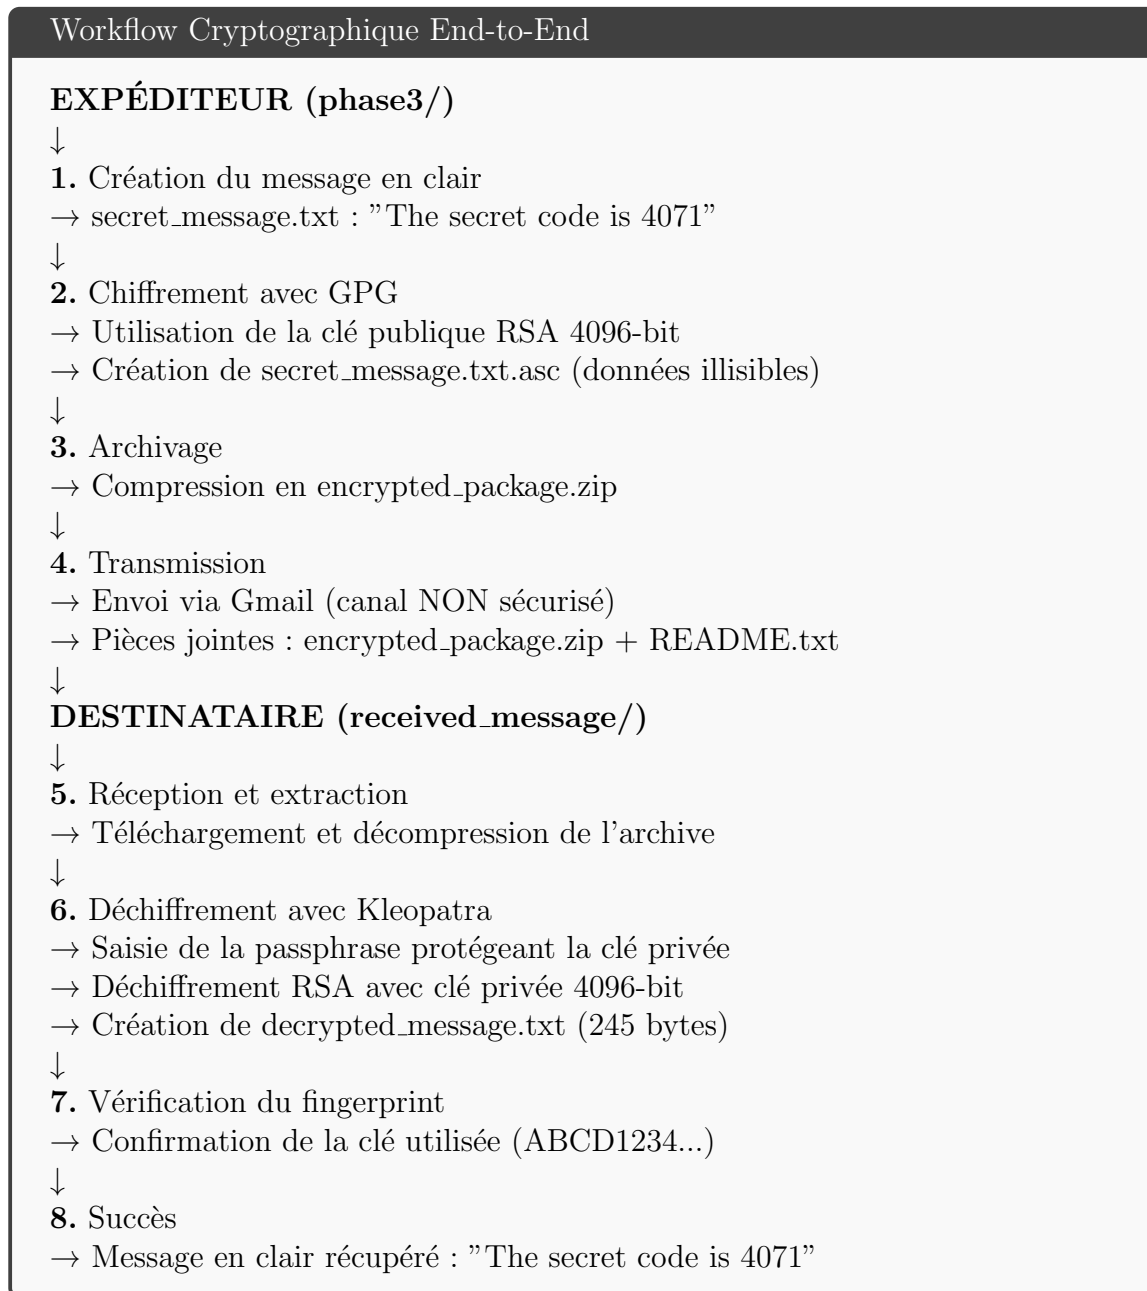 Workflow Cryptographique End-to-End
EXPÉDITEUR (phase3/)
↓
1. Création du message en clair
→ secret_message.txt : ”The secret code is 4071”
↓
2. Chiffrement avec GPG
→ Utilisation de la clé publique RSA 4096-bit
→ Création de secret_message.txt.asc (données illisibles)
↓
3. Archivage
→ Compression en encrypted_package.zip
↓
4. Transmission
→ Envoi via Gmail (canal NON sécurisé)
→ Pièces jointes : encrypted_package.zip + README.txt
↓
DESTINATAIRE (received_message/)
↓
5. Réception et extraction
→ Téléchargement et décompression de l'archive
↓
6. Déchiffrement avec Kleopatra
→ Saisie de la passphrase protégeant la clé privée
→ Déchiffrement RSA avec clé privée 4096-bit
→ Création de decrypted_message.txt (245 bytes)
↓
7. Vérification du fingerprint
→ Confirmation de la clé utilisée (ABCD1234...)
↓
8. Succès
→ Message en clair récupéré : ”The secret code is 4071”